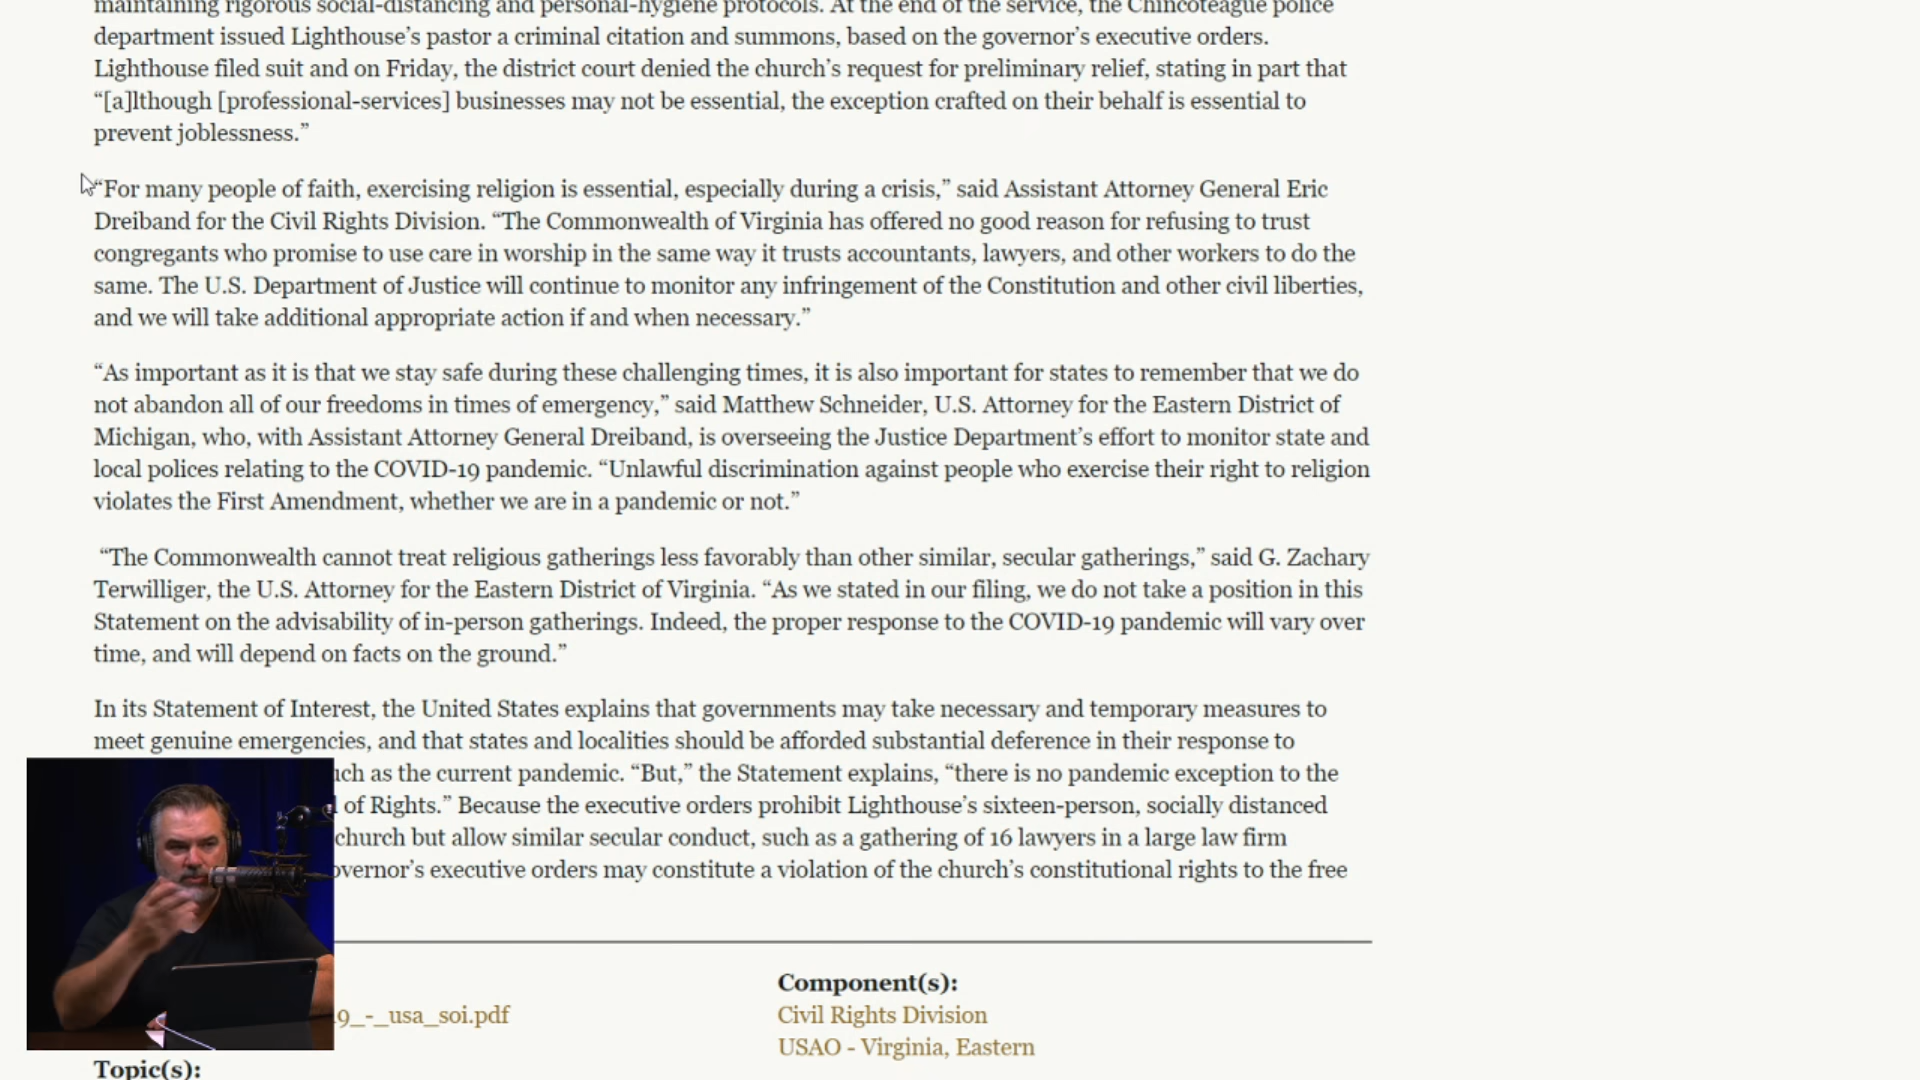 maintaining rigorous social-distancing and personal-hygiene protocols. At the end of the service, the Chincoteague police
department issued Lighthouse’s pastor a criminal citation and summons, based on the governor’s executive orders.
Lighthouse filed suit and on Friday, the district court denied the church’s request for preliminary relief, stating in part that
“[a]lthough [professional-services] businesses may not be essential, the exception crafted on their behalf is essential to
prevent joblessness.”
“For many people of faith, exercising religion is essential, especially during a crisis,” said Assistant Attorney General Eric
Dreiband for the Civil Rights Division. “The Commonwealth of Virginia has offered no good reason for refusing to trust
congregants who promise to use care in worship in the same way it trusts accountants, lawyers, and other workers to do the
same. The U.S. Department of Justice will continue to monitor any infringement of the Constitution and other civil liberties,
and we will take additional appropriate action if and when necessary.”
“As important as it is that we stay safe during these challenging times, it is also important for states to remember that we do
not abandon all of our freedoms in times of emergency,” said Matthew Schneider, U.S. Attorney for the Eastern District of
Michigan, who, with Assistant Attorney General Dreiband, is overseeing the Justice Department’s effort to monitor state and
local polices relating to the COVID-19 pandemic. “Unlawful discrimination against people who exercise their right to religion
violates the First Amendment, whether we are in a pandemic or not.”
“The Commonwealth cannot treat religious gatherings less favorably than other similar, secular gatherings,” said G. Zachary
Terwilliger, the U.S. Attorney for the Eastern District of Virginia. “As we stated in our filing, we do not take a position in this
Statement on the advisability of in-person gatherings. Indeed, the proper response to the COVID-19 pandemic will vary over
time, and will depend on facts on the ground.”
In its Statement of Interest, the United States explains that governments may take necessary and temporary measures to
meet genuine emergencies, and that states and localities should be afforded substantial deference in their response to
as the current pandemic. “But,” the Statement explains, “there is no pandemic exception to the
of Rights.” Because the executive orders prohibit Lighthouse’s sixteen-person, socially distanced
church but allow similar secular conduct, such as a gathering of 16 lawyers in a large law firm
executive orders may constitute a violation of the church’s constitutional rights to the free
9_-_usa_soi.pdf
Component(s):
Civil Rights Division
USAO - Virginia, Eastern
Topic(s):